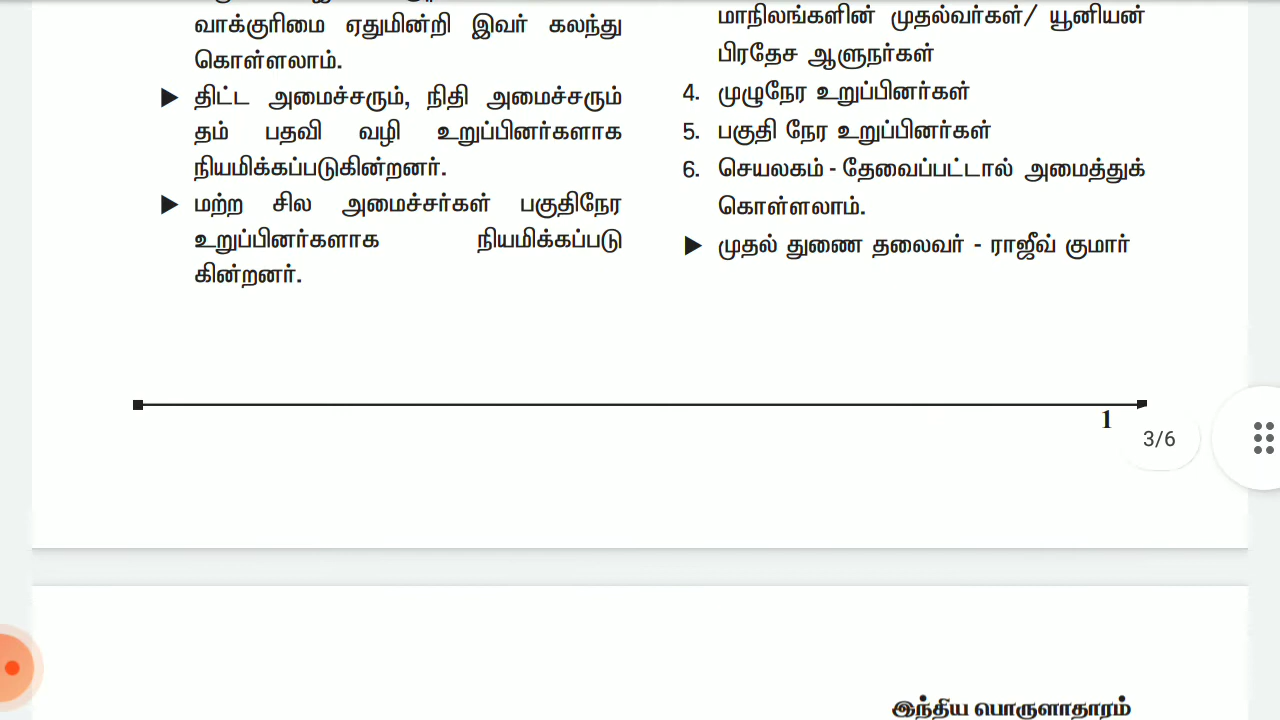 வாக்குரிமை ஏதுமின்றி இவர் கலந்து
கொள்ளலாம்.
▶ திட்ட அமைச்சரும், நிதி அமைச்சரும்
தம் பதவி வழி உறுப்பினர்களாக
நியமிக்கப்படுகின்றனர்.
▶ மற்ற சில அமைச்சர்கள் பகுதிநேர
உறுப்பினர்களாக நியமிக்கப்படு
கின்றனர்.
மாநிலங்களின் முதல்வர்கள்/ யூனியன்
பிரதேச ஆளுநர்கள்
4. முழுநேர உறுப்பினர்கள்
5. பகுதி நேர உறுப்பினர்கள்
6. செயலகம் - தேவைப்பட்டால் அமைத்துக்
கொள்ளலாம்.
▶ முதல் துணை தலைவர் - ராஜீவ் குமார்
1
3/6
இந்திய பொருளாதாரம்